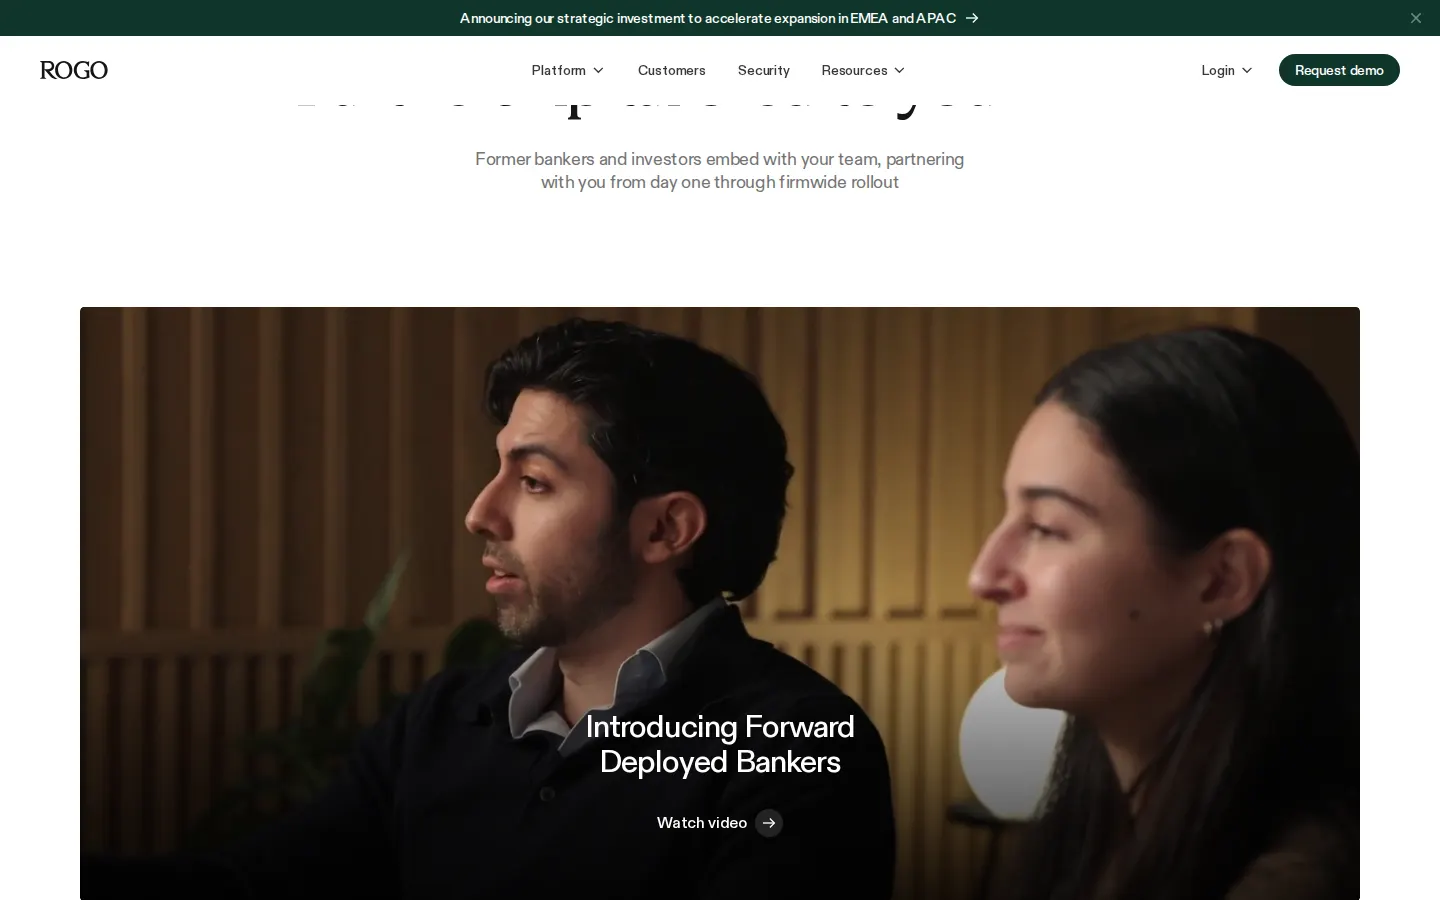 Announcing our strategic investment to accelerate expansion in EMEA and APAC
ROGO
Platform
Customers
Security
Resources
Login
Request demo
Former bankers and investors embed with your team, partnering
with you from day one through firmwide rollout
Introducing Forward
Deployed Bankers
Watch video